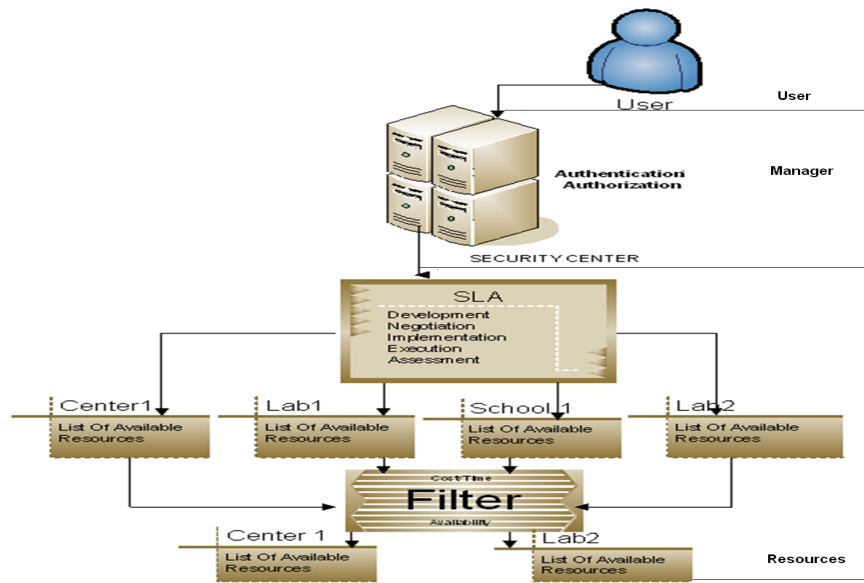 User
User
Authentication
Authorization
Manager
SECURITY CENTER
SLA
Development
Negotiation
Implementation
Execution
Assessment
Center1
List Of Available
Resources
Lab1
List Of Available
Resources
School 1
List Of Available
Resources
Lab2
List Of Available
Resources
Cost/Time
Filter
Availability
Center 1
List Of Available
Resources
Lab2
List Of Available
Resources
Resources